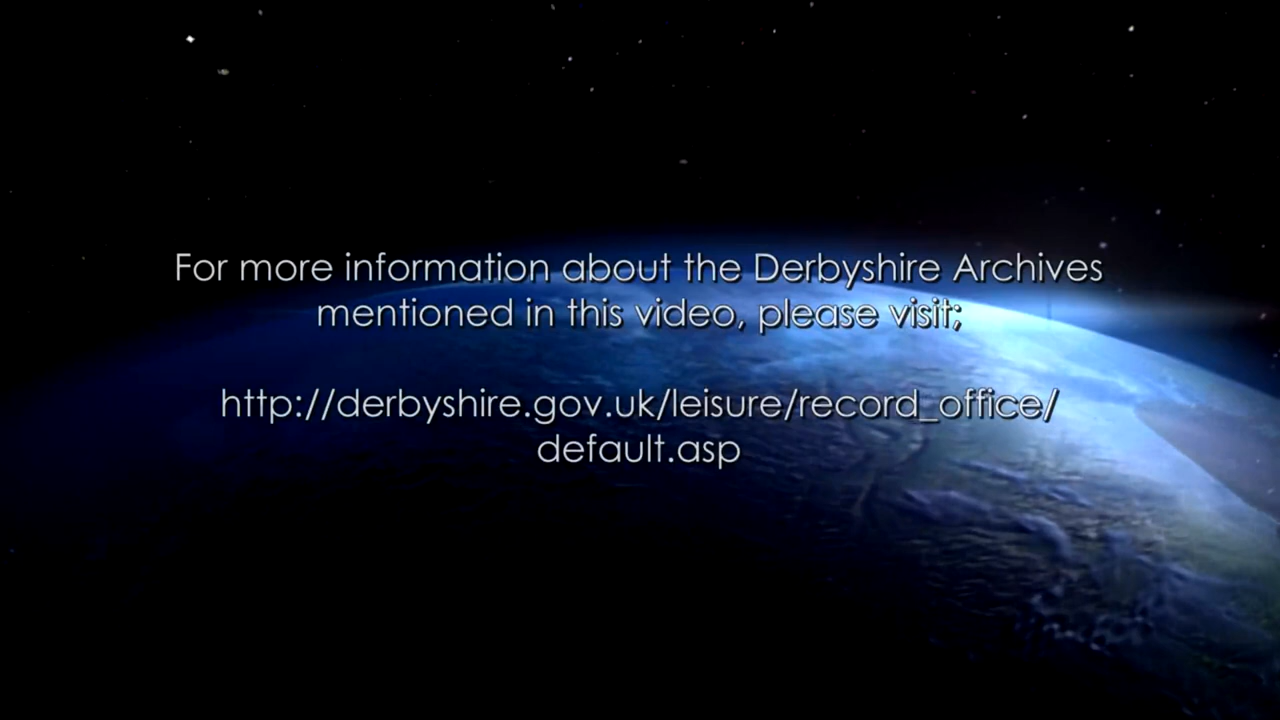 For more information about the Derbyshire Archives
mentioned in this video, please visit;
http://derbyshire.gov.uk/leisure/record_office/
default.asp